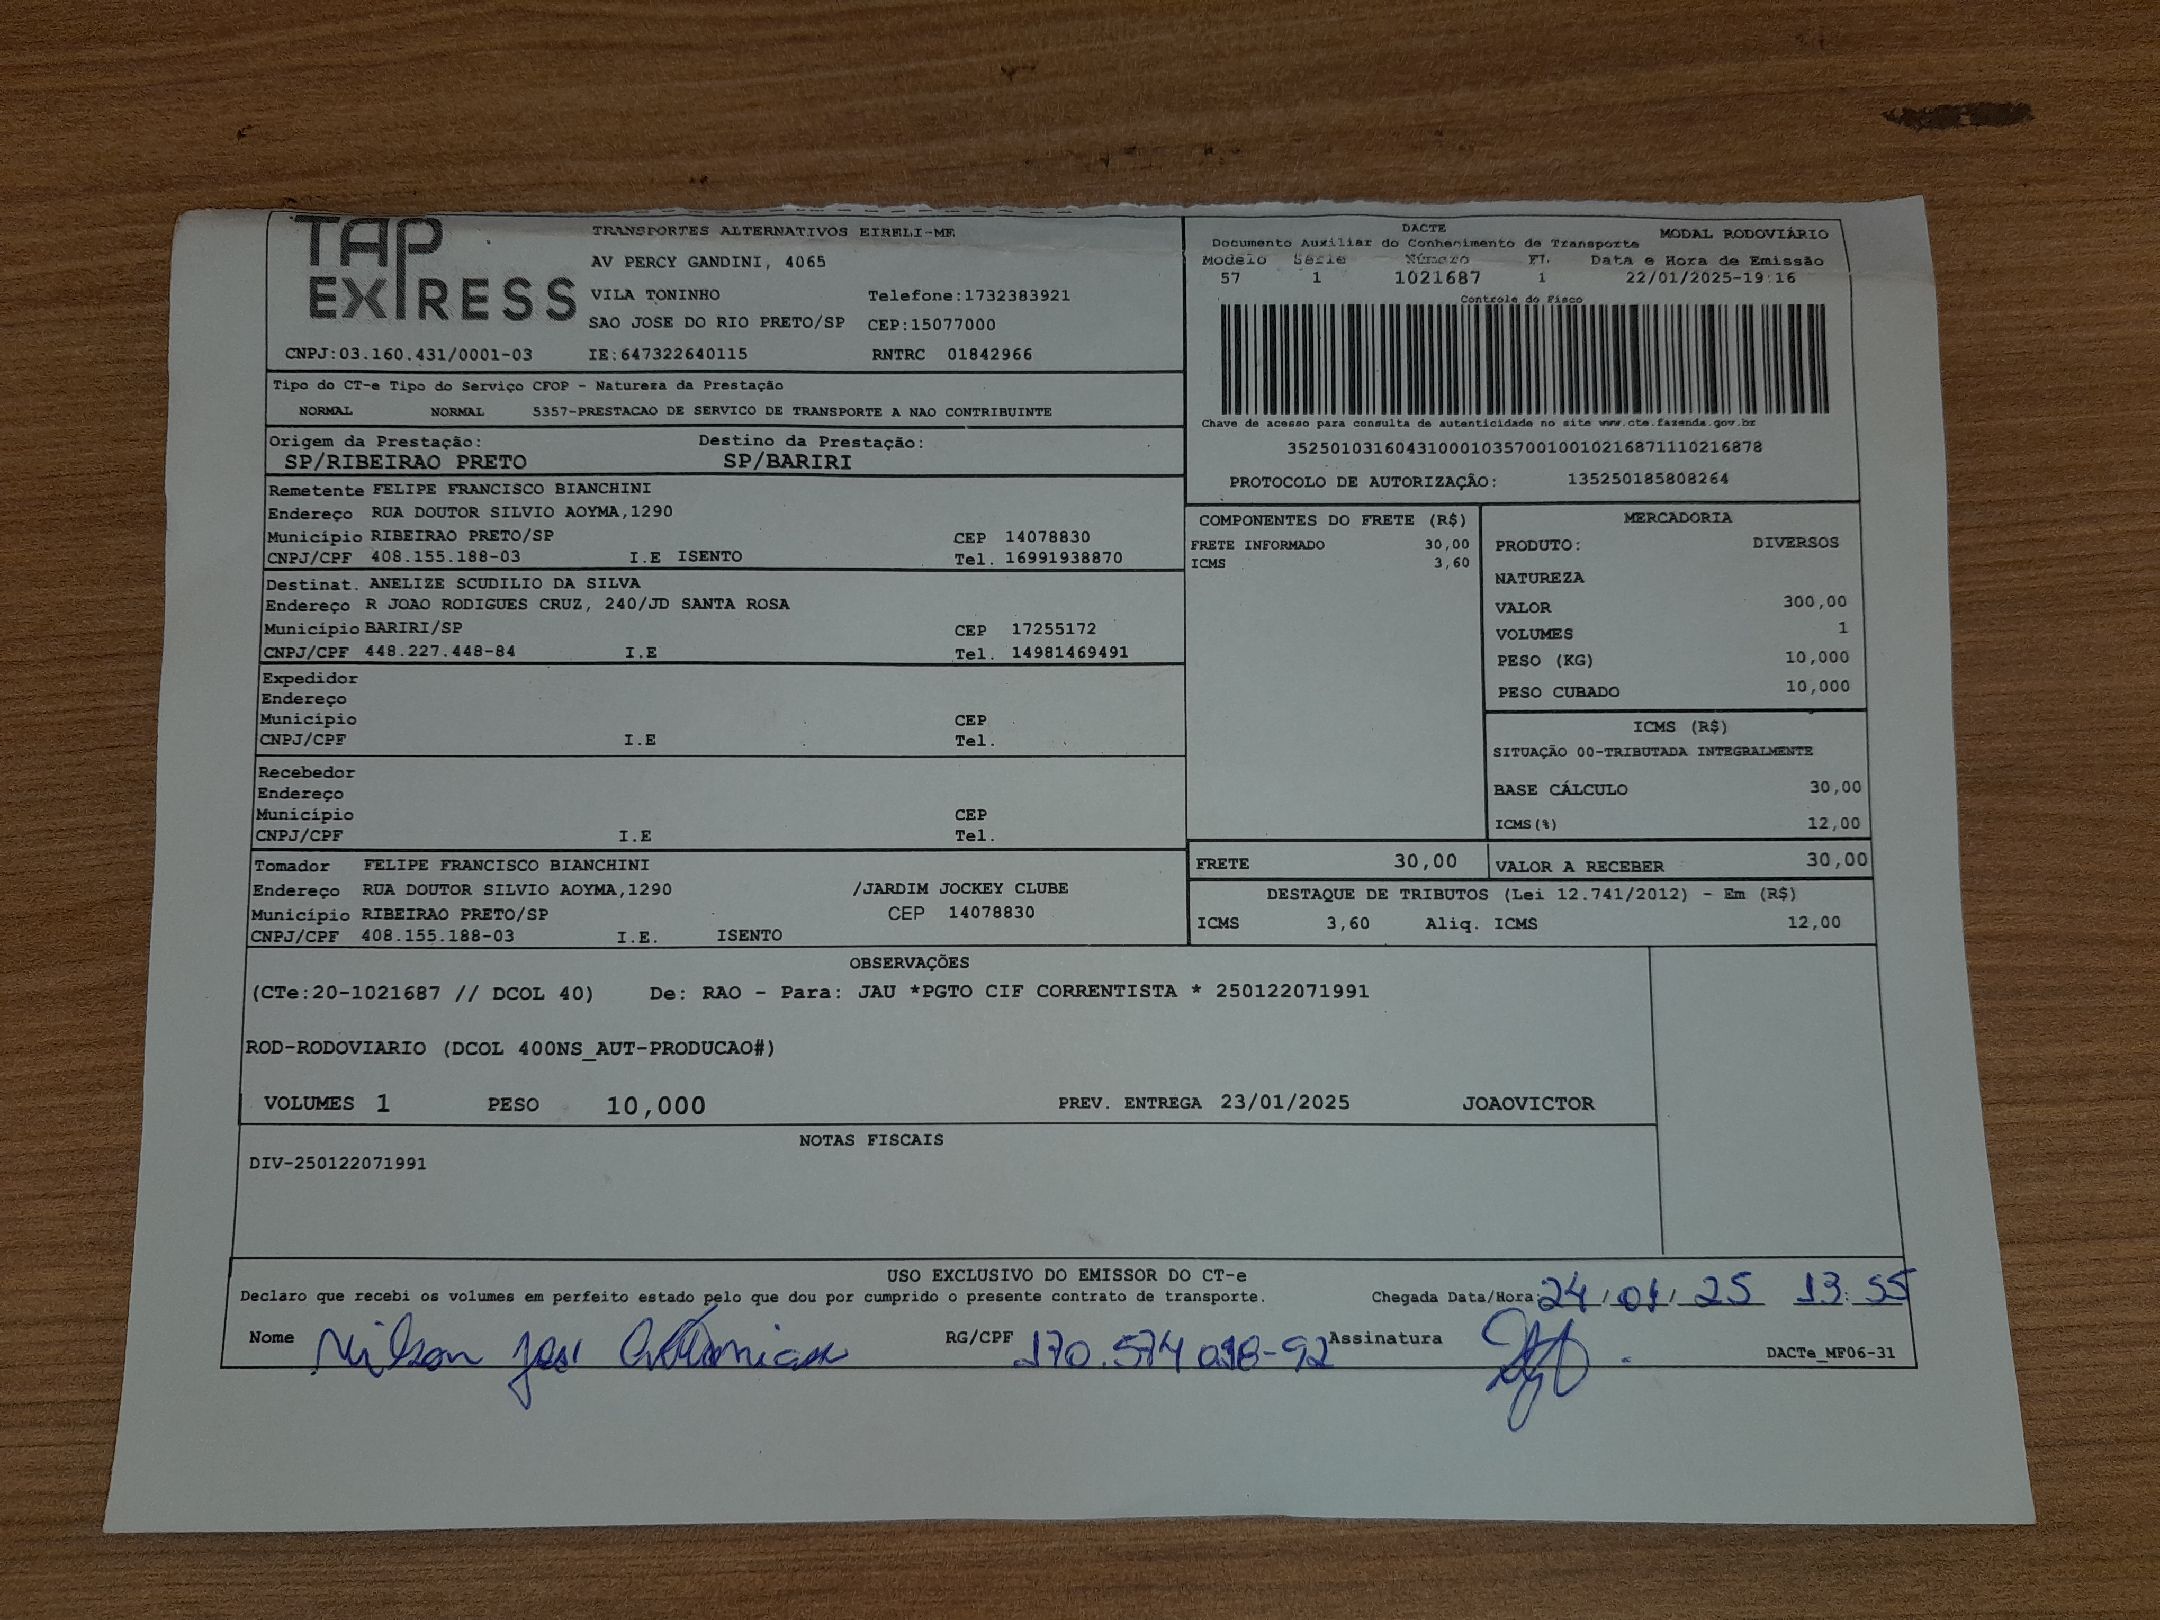 TAP EXPRESS
TRANSPORTES ALTERNATIVOS EIRELI-ME
AV PERCY GANDINI, 4065
VILA TONINHO Telefone:1732383921
SAO JOSE DO RIO PRETO/SP CEP:15077000
CNPJ:03.160.431/0001-03 IE:647322640115 RNTRC 01842966
DACTE MODAL RODOVIÁRIO
Documento Auxiliar do Conhecimento de Transporte
Modelo Série Número Fl. Data e Hora de Emissão
57 1 1021687 1 22/01/2025-19:16
Controle do Fisco
Chave de acesso para consulta de autenticidade no site www.cte.fazenda.gov.br
35250103160431000103570010010216871110216878
PROTOCOLO DE AUTORIZAÇÃO: 135250185808264
Tipo do CT-e Tipo do Serviço CFOP - Natureza da Prestação
NORMAL NORMAL 5357-PRESTACAO DE SERVICO DE TRANSPORTE A NAO CONTRIBUINTE
Origem da Prestação: Destino da Prestação:
SP/RIBEIRAO PRETO SP/BARIRI
Remetente FELIPE FRANCISCO BIANCHINI
Endereço RUA DOUTOR SILVIO AOYMA,1290
Município RIBEIRAO PRETO/SP CEP 14078830
CNPJ/CPF 408.155.188-03 I.E ISENTO Tel. 16991938870
Destinat. ANELIZE SCUDILIO DA SILVA
Endereço R JOAO RODIGUES CRUZ, 240/JD SANTA ROSA
Município BARIRI/SP CEP 17255172
CNPJ/CPF 448.227.448-84 I.E Tel. 14981469491
Expedidor
Endereço
Município CEP
CNPJ/CPF I.E Tel.
Recebedor
Endereço
Município CEP
CNPJ/CPF I.E Tel.
Tomador FELIPE FRANCISCO BIANCHINI
Endereço RUA DOUTOR SILVIO AOYMA,1290 /JARDIM JOCKEY CLUBE
Município RIBEIRAO PRETO/SP CEP 14078830
CNPJ/CPF 408.155.188-03 I.E. ISENTO
COMPONENTES DO FRETE (R$)
FRETE INFORMADO 30,00
ICMS 3,60
MERCADORIA
PRODUTO: DIVERSOS
NATUREZA
VALOR 300,00
VOLUMES 1
PESO (KG) 10,000
PESO CUBADO 10,000
ICMS (R$)
SITUAÇÃO 00-TRIBUTADA INTEGRALMENTE
BASE CÁLCULO 30,00
ICMS(%) 12,00
FRETE 30,00 VALOR A RECEBER 30,00
DESTAQUE DE TRIBUTOS (Lei 12.741/2012) - Em (R$)
ICMS 3,60 Aliq. ICMS 12,00
OBSERVAÇÕES
(CTe:20-1021687 // DCOL 40) De: RAO - Para: JAU *PGTO CIF CORRENTISTA * 250122071991
ROD-RODOVIARIO (DCOL 400NS_AUT-PRODUCAO#)
VOLUMES 1 PESO 10,000 PREV. ENTREGA 23/01/2025 JOAOVICTOR
NOTAS FISCAIS
DIV-250122071991
USO EXCLUSIVO DO EMISSOR DO CT-e
Declaro que recebi os volumes em perfeito estado pelo que dou por cumprido o presente contrato de transporte. Chegada Data/Hora: 24/01/25 13:55
Nome Nilson José RG/CPF 170.574 098-92 Assinatura
DACTe_MF06-31